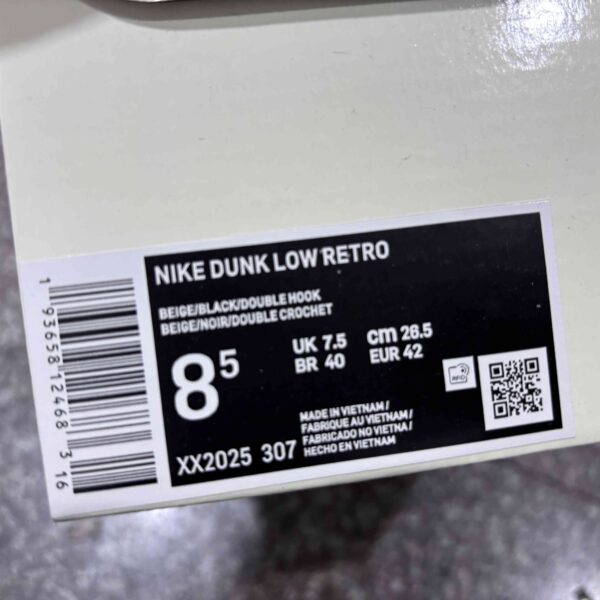 NIKE DUNK LOW RETRO
BEIGE/BLACK/DOUBLE HOOK
BEIGE/NOIR/DOUBLE CROCHET
8 5
UK 7.5 cm 26.5
BR 40 EUR 42
RFID
XX2025 307
MADE IN VIETNAM /
FABRIQUE AU VIETNAM /
FABRICADO NO VIETNA /
HECHO EN VIETNAM
1 93658 12468 3 16